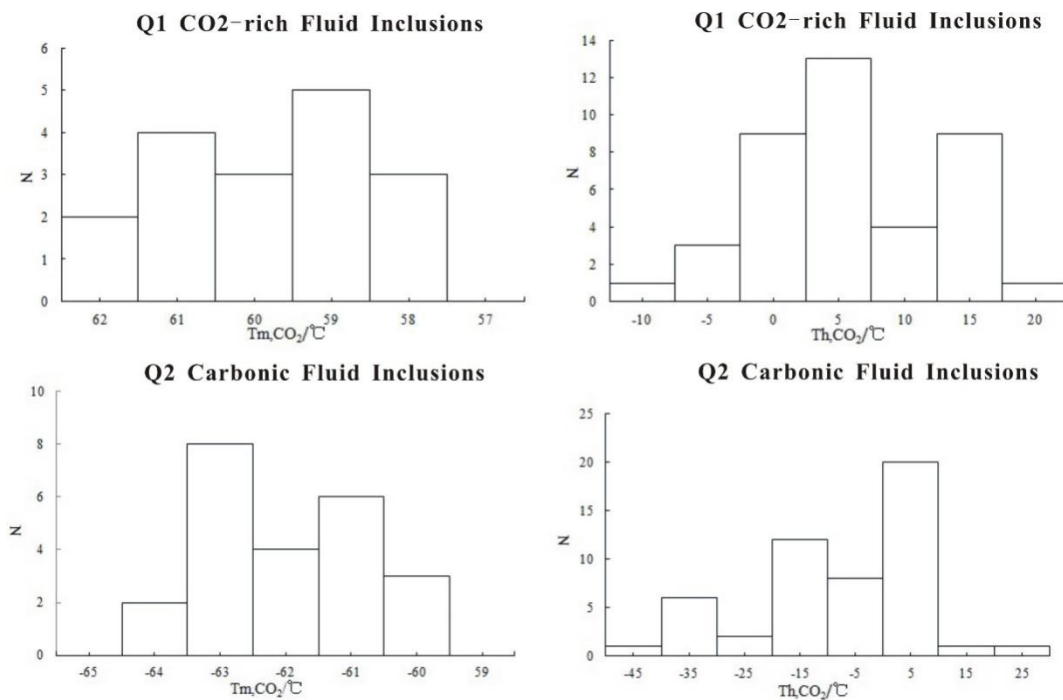 Q1 CO2-rich Fluid Inclusions
6
5
4
3
2
1
0
N
62 61 60 59 58 57
Tm,CO₂/℃
Q1 CO2-rich Fluid Inclusions
14
12
10
8
6
4
2
0
N
-10 -5 0 5 10 15 20
Th,CO₂/℃
Q2 Carbonic Fluid Inclusions
10
8
6
4
2
0
N
-65 -64 -63 -62 -61 -60 59
Tm,CO₂/℃
Q2 Carbonic Fluid Inclusions
25
20
15
10
5
0
N
-45 -35 -25 -15 -5 5 15 25
Th,CO₂/℃